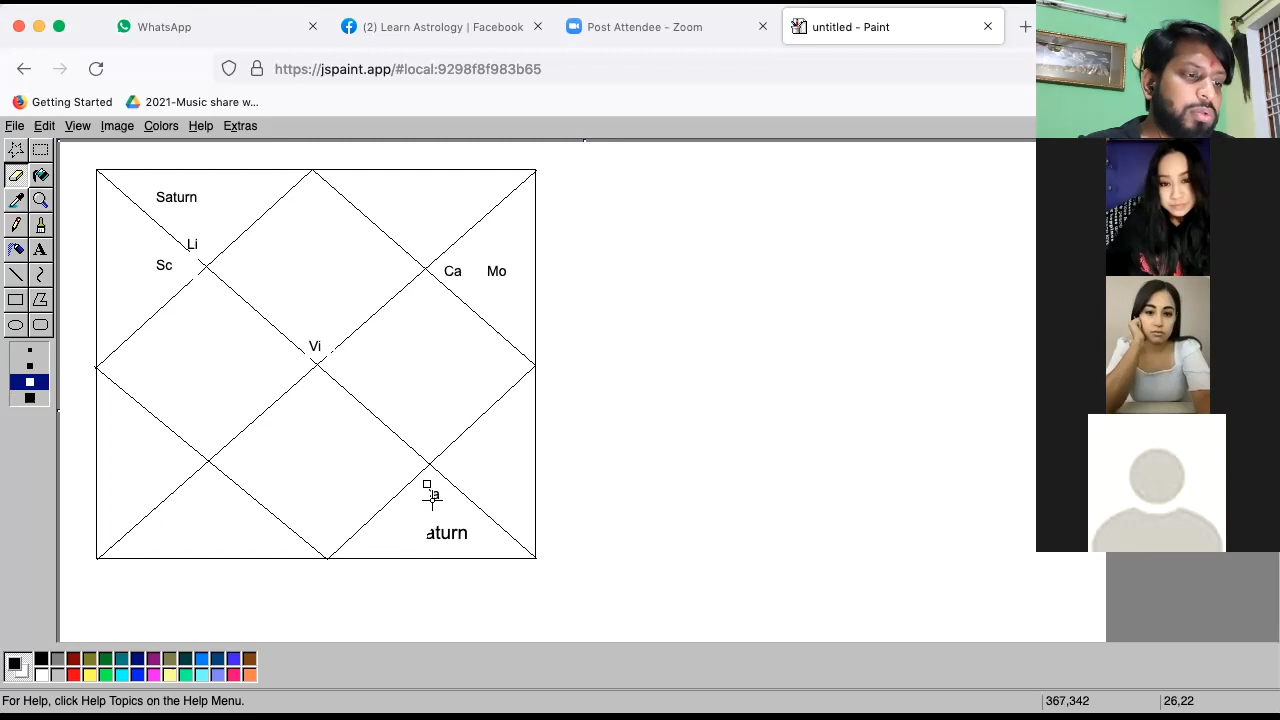 WhatsApp
(2) Learn Astrology | Facebook
Post Attendee - Zoom
untitled - Paint
https://jspaint.app/#local:9298f8f983b65
Getting Started
2021-Music share w...
File Edit View Image Colors Help Extras
Saturn
Li
Sc
Ca Mo
Vi
a
aturn
For Help, click Help Topics on the Help Menu.
367,342
26,22